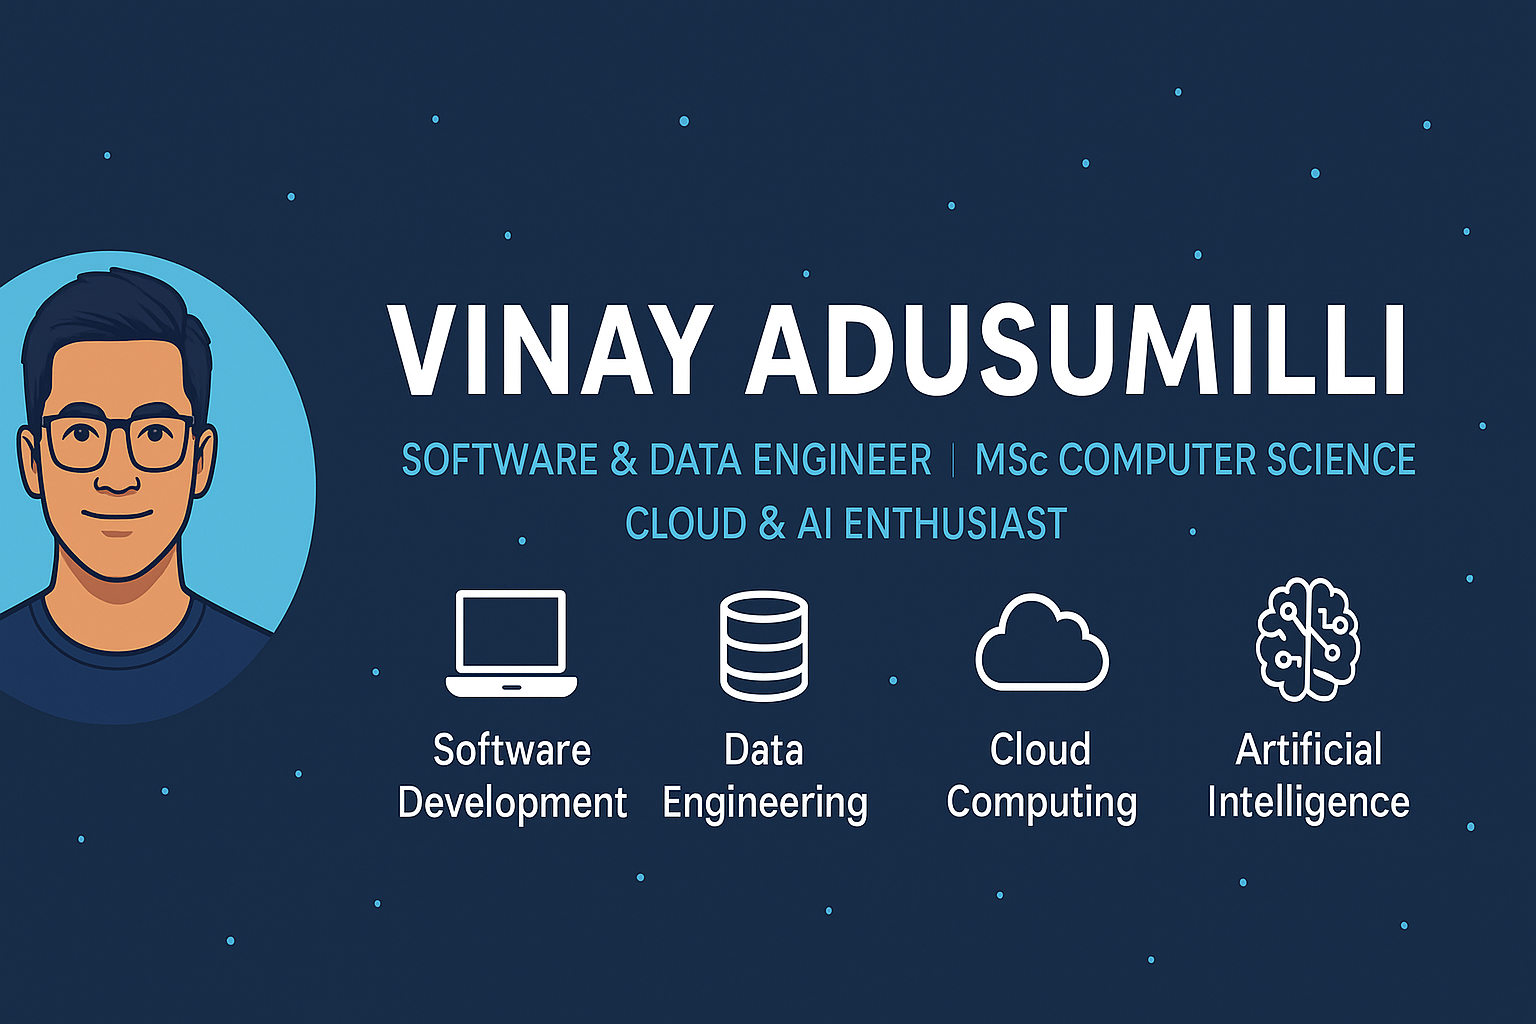 VINAY ADUSUMILLI
SOFTWARE & DATA ENGINEER | MSc COMPUTER SCIENCE
CLOUD & AI ENTHUSIAST
Software
Development
Data
Engineering
Cloud
Computing
Artificial
Intelligence